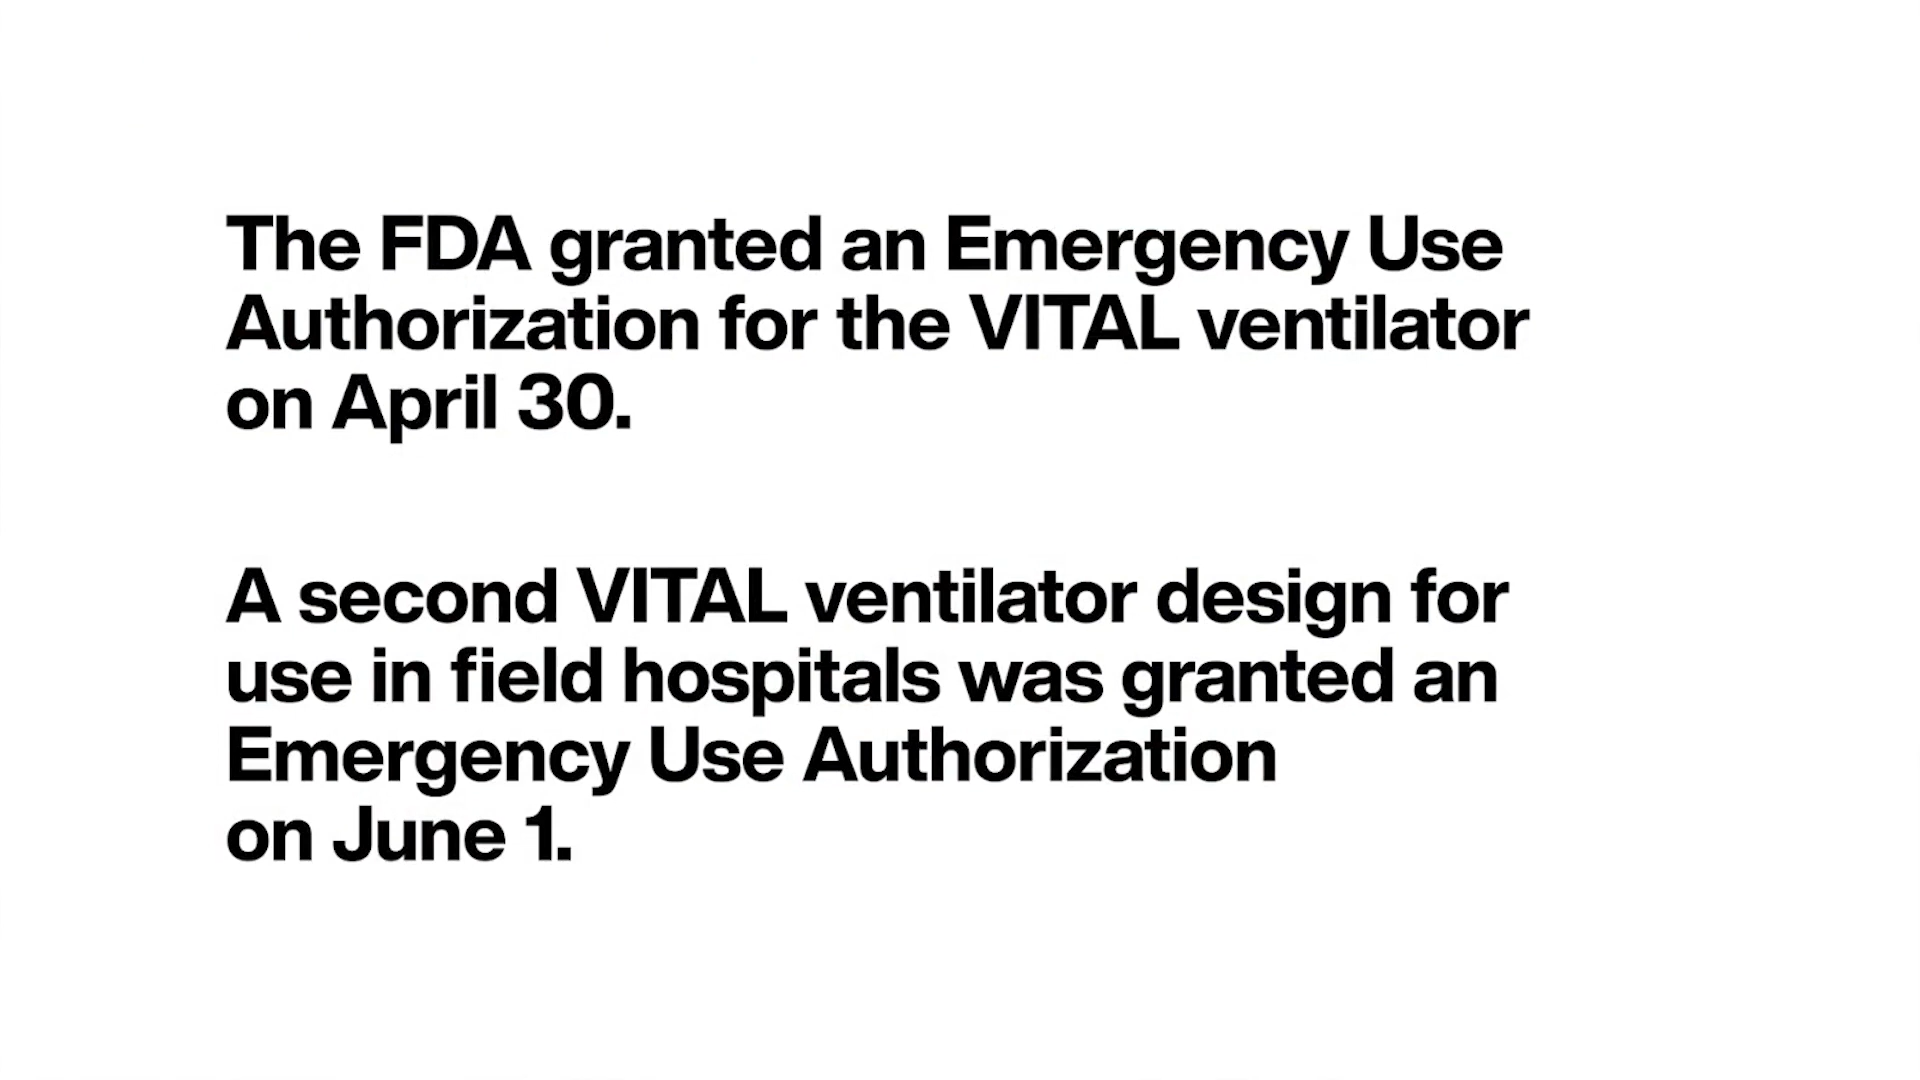 The FDA granted an Emergency Use
Authorization for the VITAL ventilator
on April 30.
A second VITAL ventilator design for
use in field hospitals was granted an
Emergency Use Authorization
on June 1.